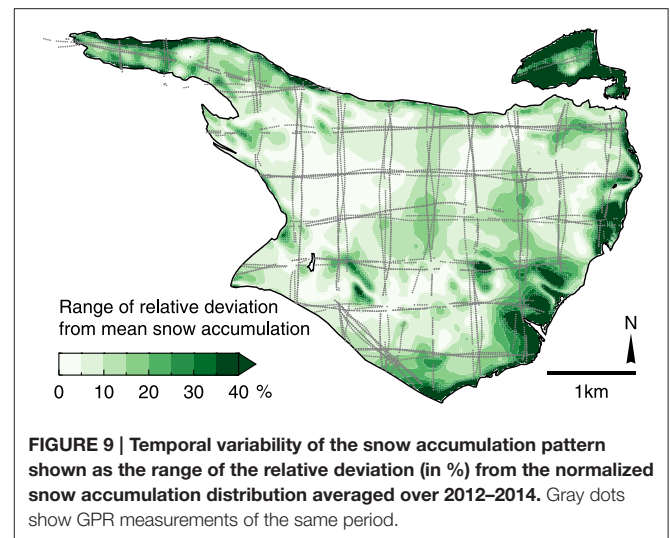 Range of relative deviation
from mean snow accumulation
0 10 20 30 40 %
N
1km
FIGURE 9 | Temporal variability of the snow accumulation pattern
shown as the range of the relative deviation (in %) from the normalized
snow accumulation distribution averaged over 2012–2014. Gray dots
show GPR measurements of the same period.